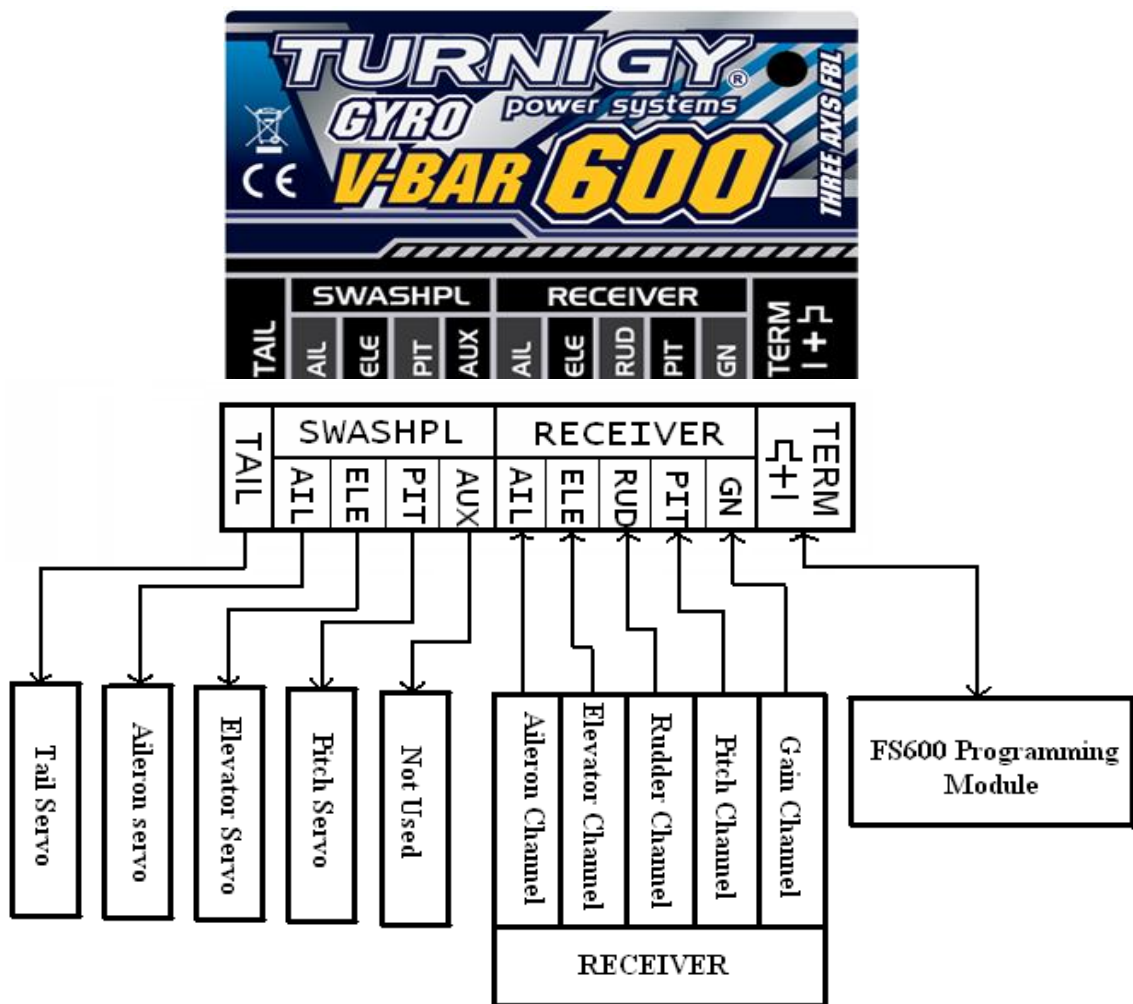 TURNIGY®
GYRO power systems
V-BAR 600
THREE AXIS FBL
CE
SWASHPL RECEIVER
TAIL AIL ELE PIT AUX AIL ELE RUD PIT GN TERM
TAIL SWASHPL RECEIVER TERM
AIL ELE PIT AUX AIL ELE RUD PIT GN
Tail Servo
Aileron servo
Elevator Servo
Pitch Servo
Not Used
Aileron Channel
Elevator Channel
Rudder Channel
Pitch Channel
Gain Channel
RECEIVER
FS600 Programming
Module